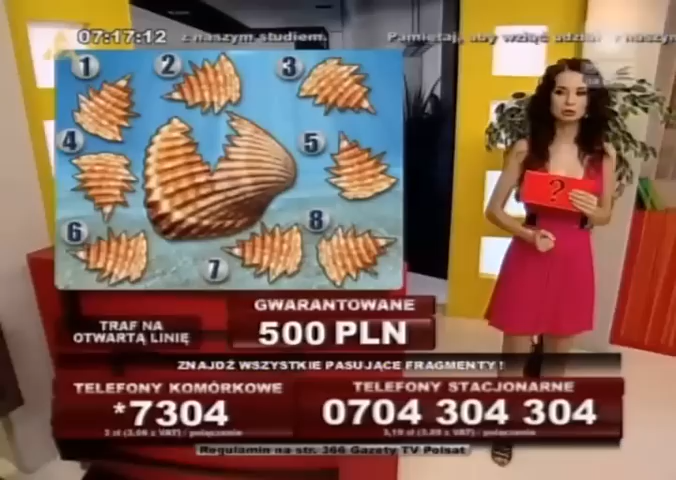 07:17:12 z naszym studiem. Pamiętaj, aby wziąć udział
1 2 3
4 5
6 7 8
GWARANTOWANE
TRAF NA
OTWARTĄ LINIĘ
500 PLN
ZNAJDŹ WSZYSTKIE PASUJĄCE FRAGMENTY!
TELEFONY KOMÓRKOWE
*7304
TELEFONY STACJONARNE
0704 304 304
Regulamin na str. 366 Gazety TV Polsat
?